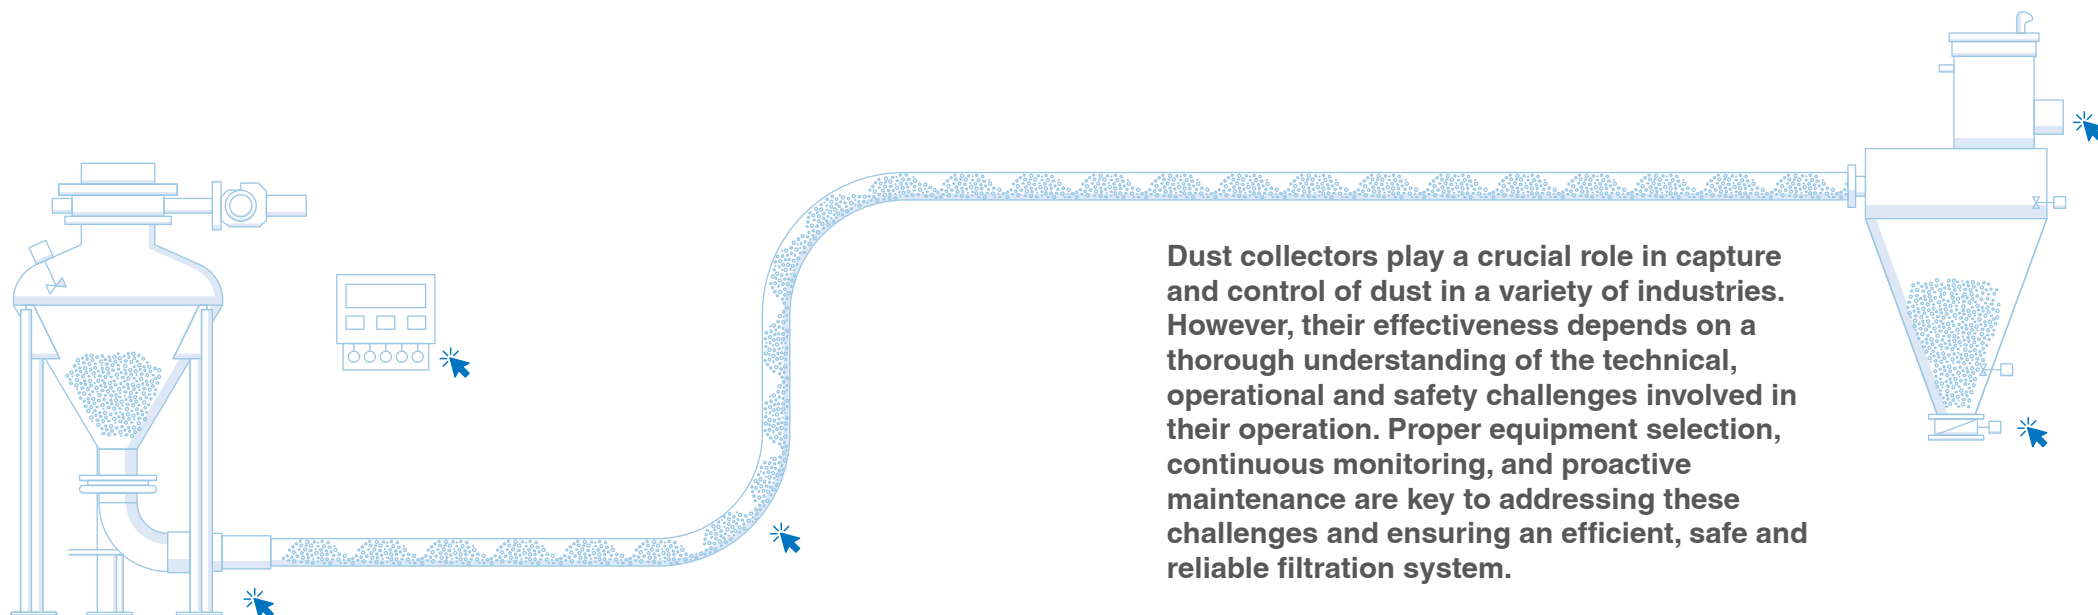 Dust collectors play a crucial role in capture
and control of dust in a variety of industries.
However, their effectiveness depends on a
thorough understanding of the technical,
operational and safety challenges involved in
their operation. Proper equipment selection,
continuous monitoring, and proactive
maintenance are key to addressing these
challenges and ensuring an efficient, safe and
reliable filtration system.